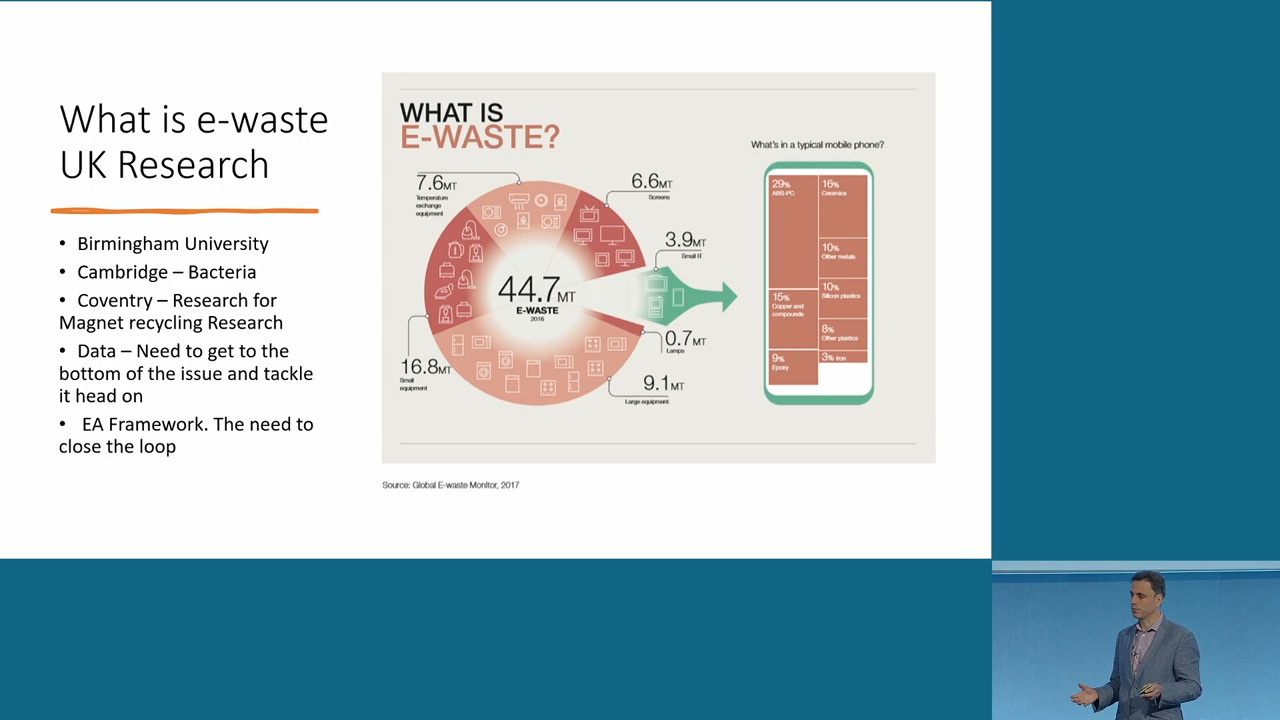 What is e-waste
UK Research
• Birmingham University
• Cambridge – Bacteria
• Coventry – Research for
Magnet recycling Research
• Data – Need to get to the
bottom of the issue and tackle
it head on
• EA Framework. The need to
close the loop
WHAT IS
E-WASTE?
7.6MT
Temperature
exchange
equipment
6.6MT
Screens
3.9MT
Small IT
44.7MT
E-WASTE
2016
0.7MT
Lamps
16.8MT
Small
equipment
9.1MT
Large equipment
What's in a typical mobile phone?
29%
ABS-PC
16%
Ceramics
10%
Other metals
15%
Copper and
compounds
10%
Silicon plastics
8%
Other plastics
9%
Epoxy
3% Iron
Source: Global E-waste Monitor, 2017